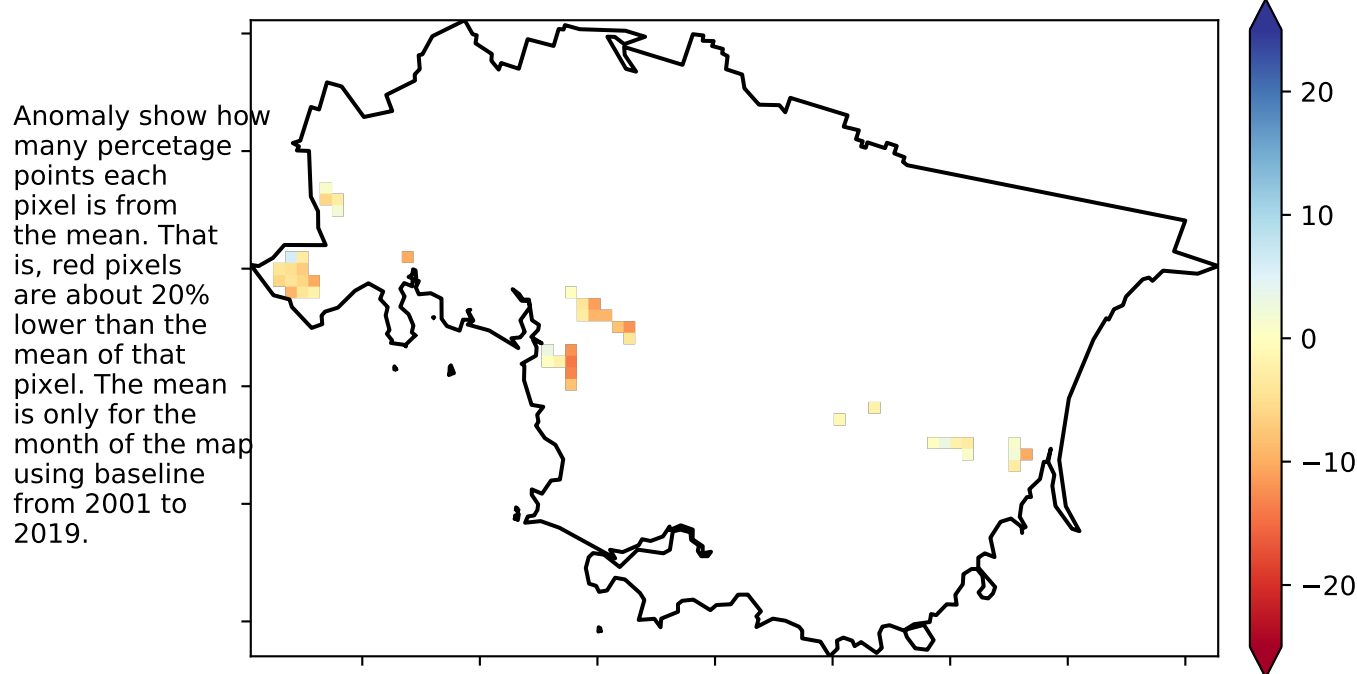 Anomaly show how
many percetage
points each
pixel is from
the mean. That
is, red pixels
are about 20%
lower than the
mean of that
pixel. The mean
is only for the
month of the map
using baseline
from 2001 to
2019.
20
10
0
−10
−20